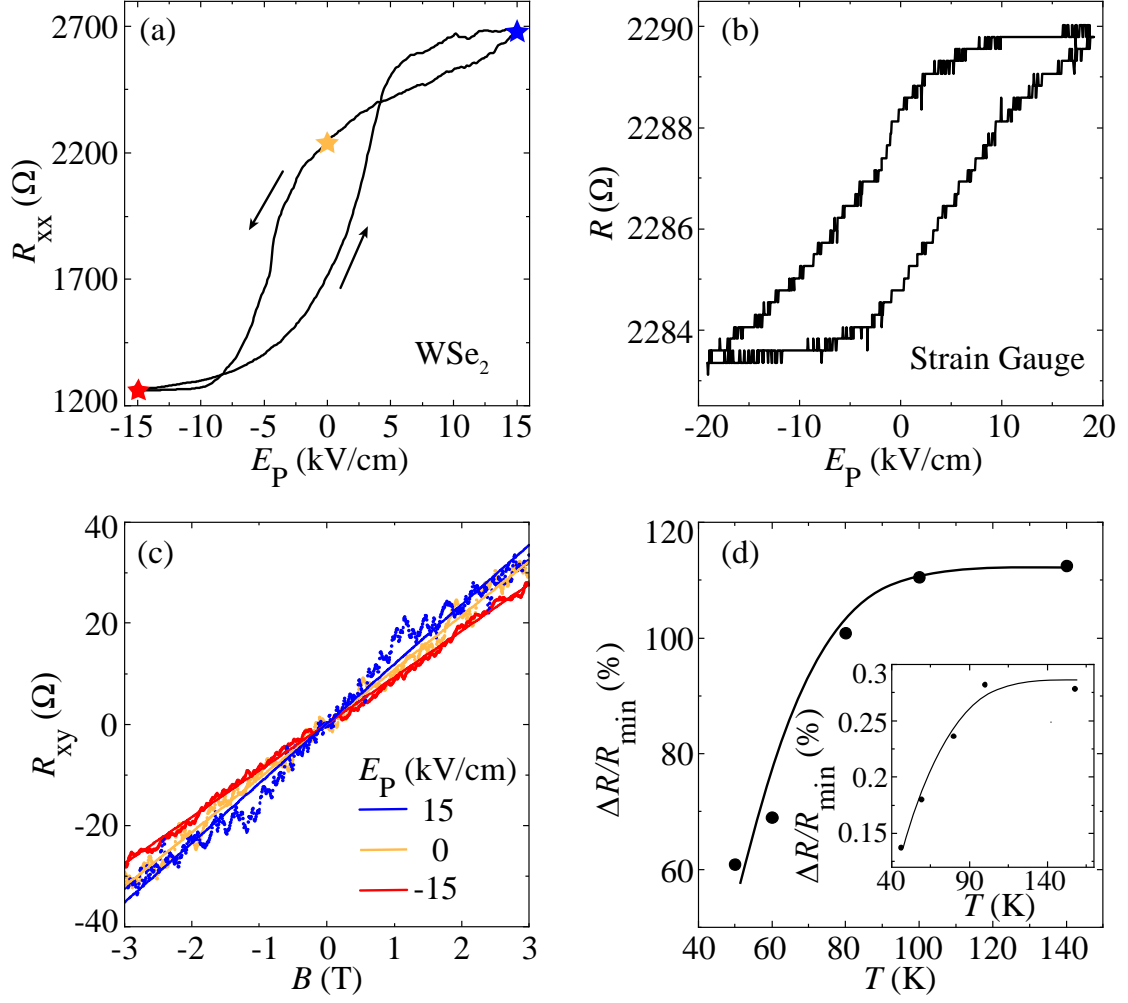 (a)
2700
2200
1700
1200
R_xx (Ω)
WSe₂
-15 -10 -5 0 5 10 15
E_P (kV/cm)
(b)
2290
2288
2286
2284
R (Ω)
Strain Gauge
-20 -10 0 10 20
E_P (kV/cm)
(c)
40
20
0
-20
-40
R_xy (Ω)
E_P (kV/cm)
15
0
-15
-3 -2 -1 0 1 2 3
B (T)
(d)
120
100
80
60
ΔR/R_min (%)
40 60 80 100 120 140
T (K)
0.3
0.25
0.2
0.15
ΔR/R_min (%)
40 90 140
T (K)